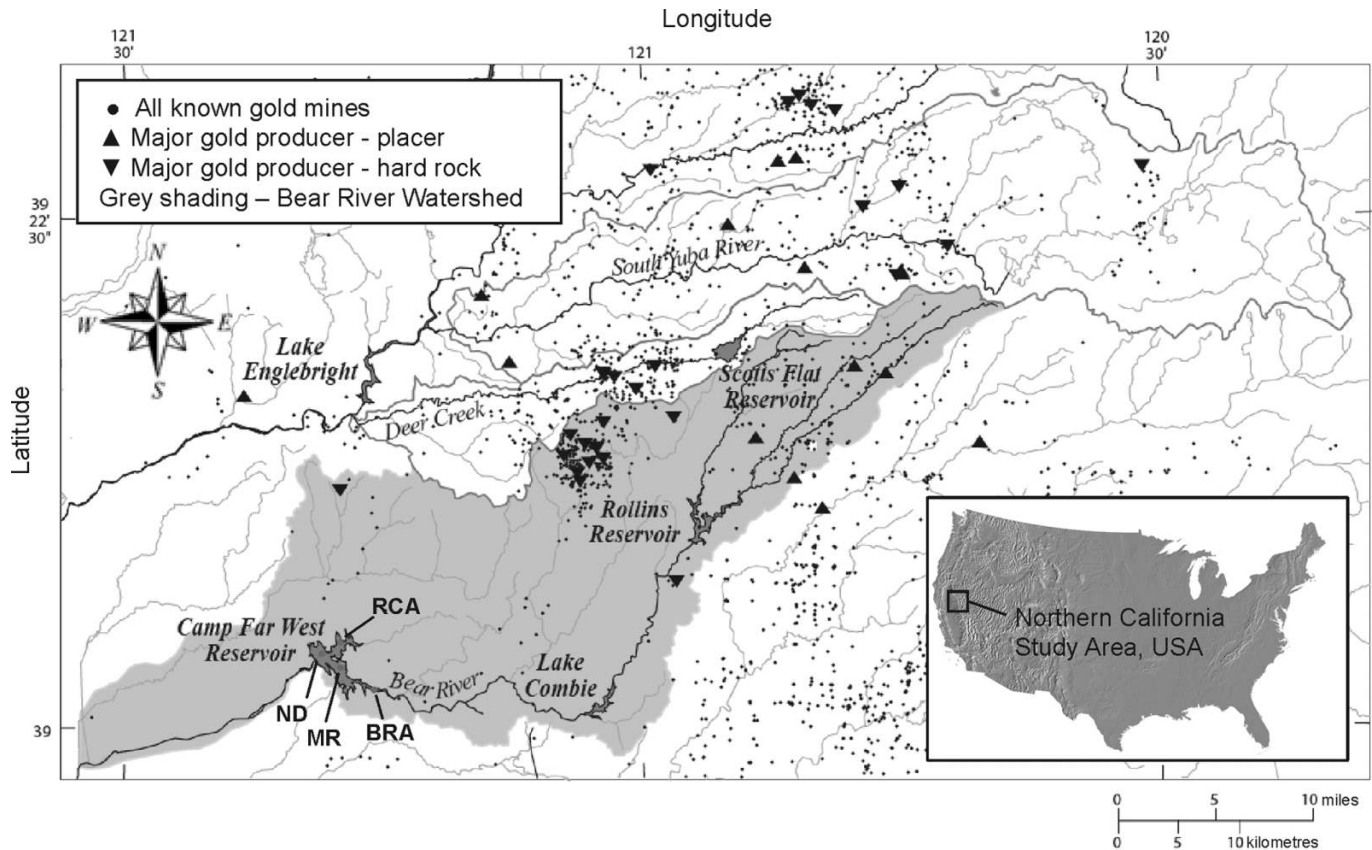 Longitude
121
30'
121
120
30'
All known gold mines
Major gold producer - placer
Major gold producer - hard rock
Grey shading – Bear River Watershed
39
22
30"
N
W
E
S
South Yuba River
Lake
Englebright
Scotts Flat
Reservoir
Deer Creek
Latitude
Rollins
Reservoir
RCA
Camp Far West
Reservoir
Northern California
Study Area, USA
Lake
Combie
Bear River
ND
MR
BRA
39
0
5
10 miles
0
5
10 kilometres